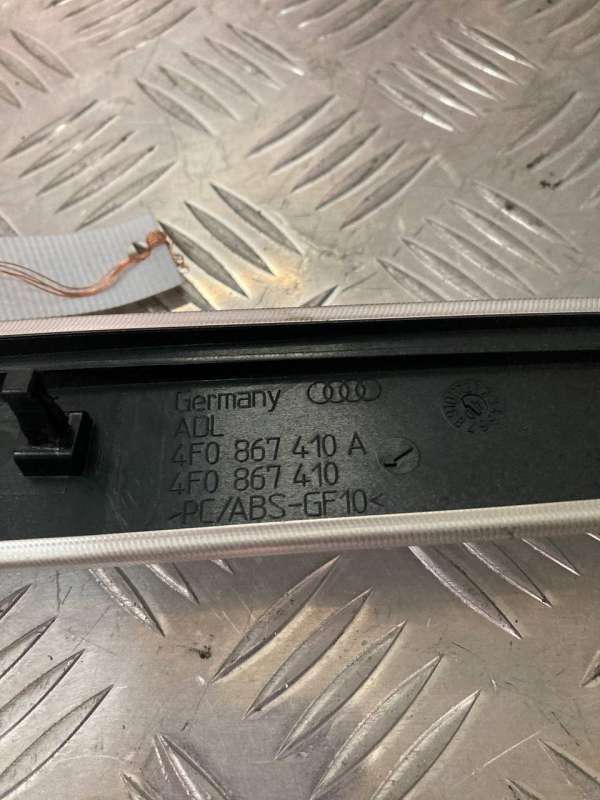 Germany
ADL
4F0 867 410 A
4F0 867 410
>PC/ABS-GF10<